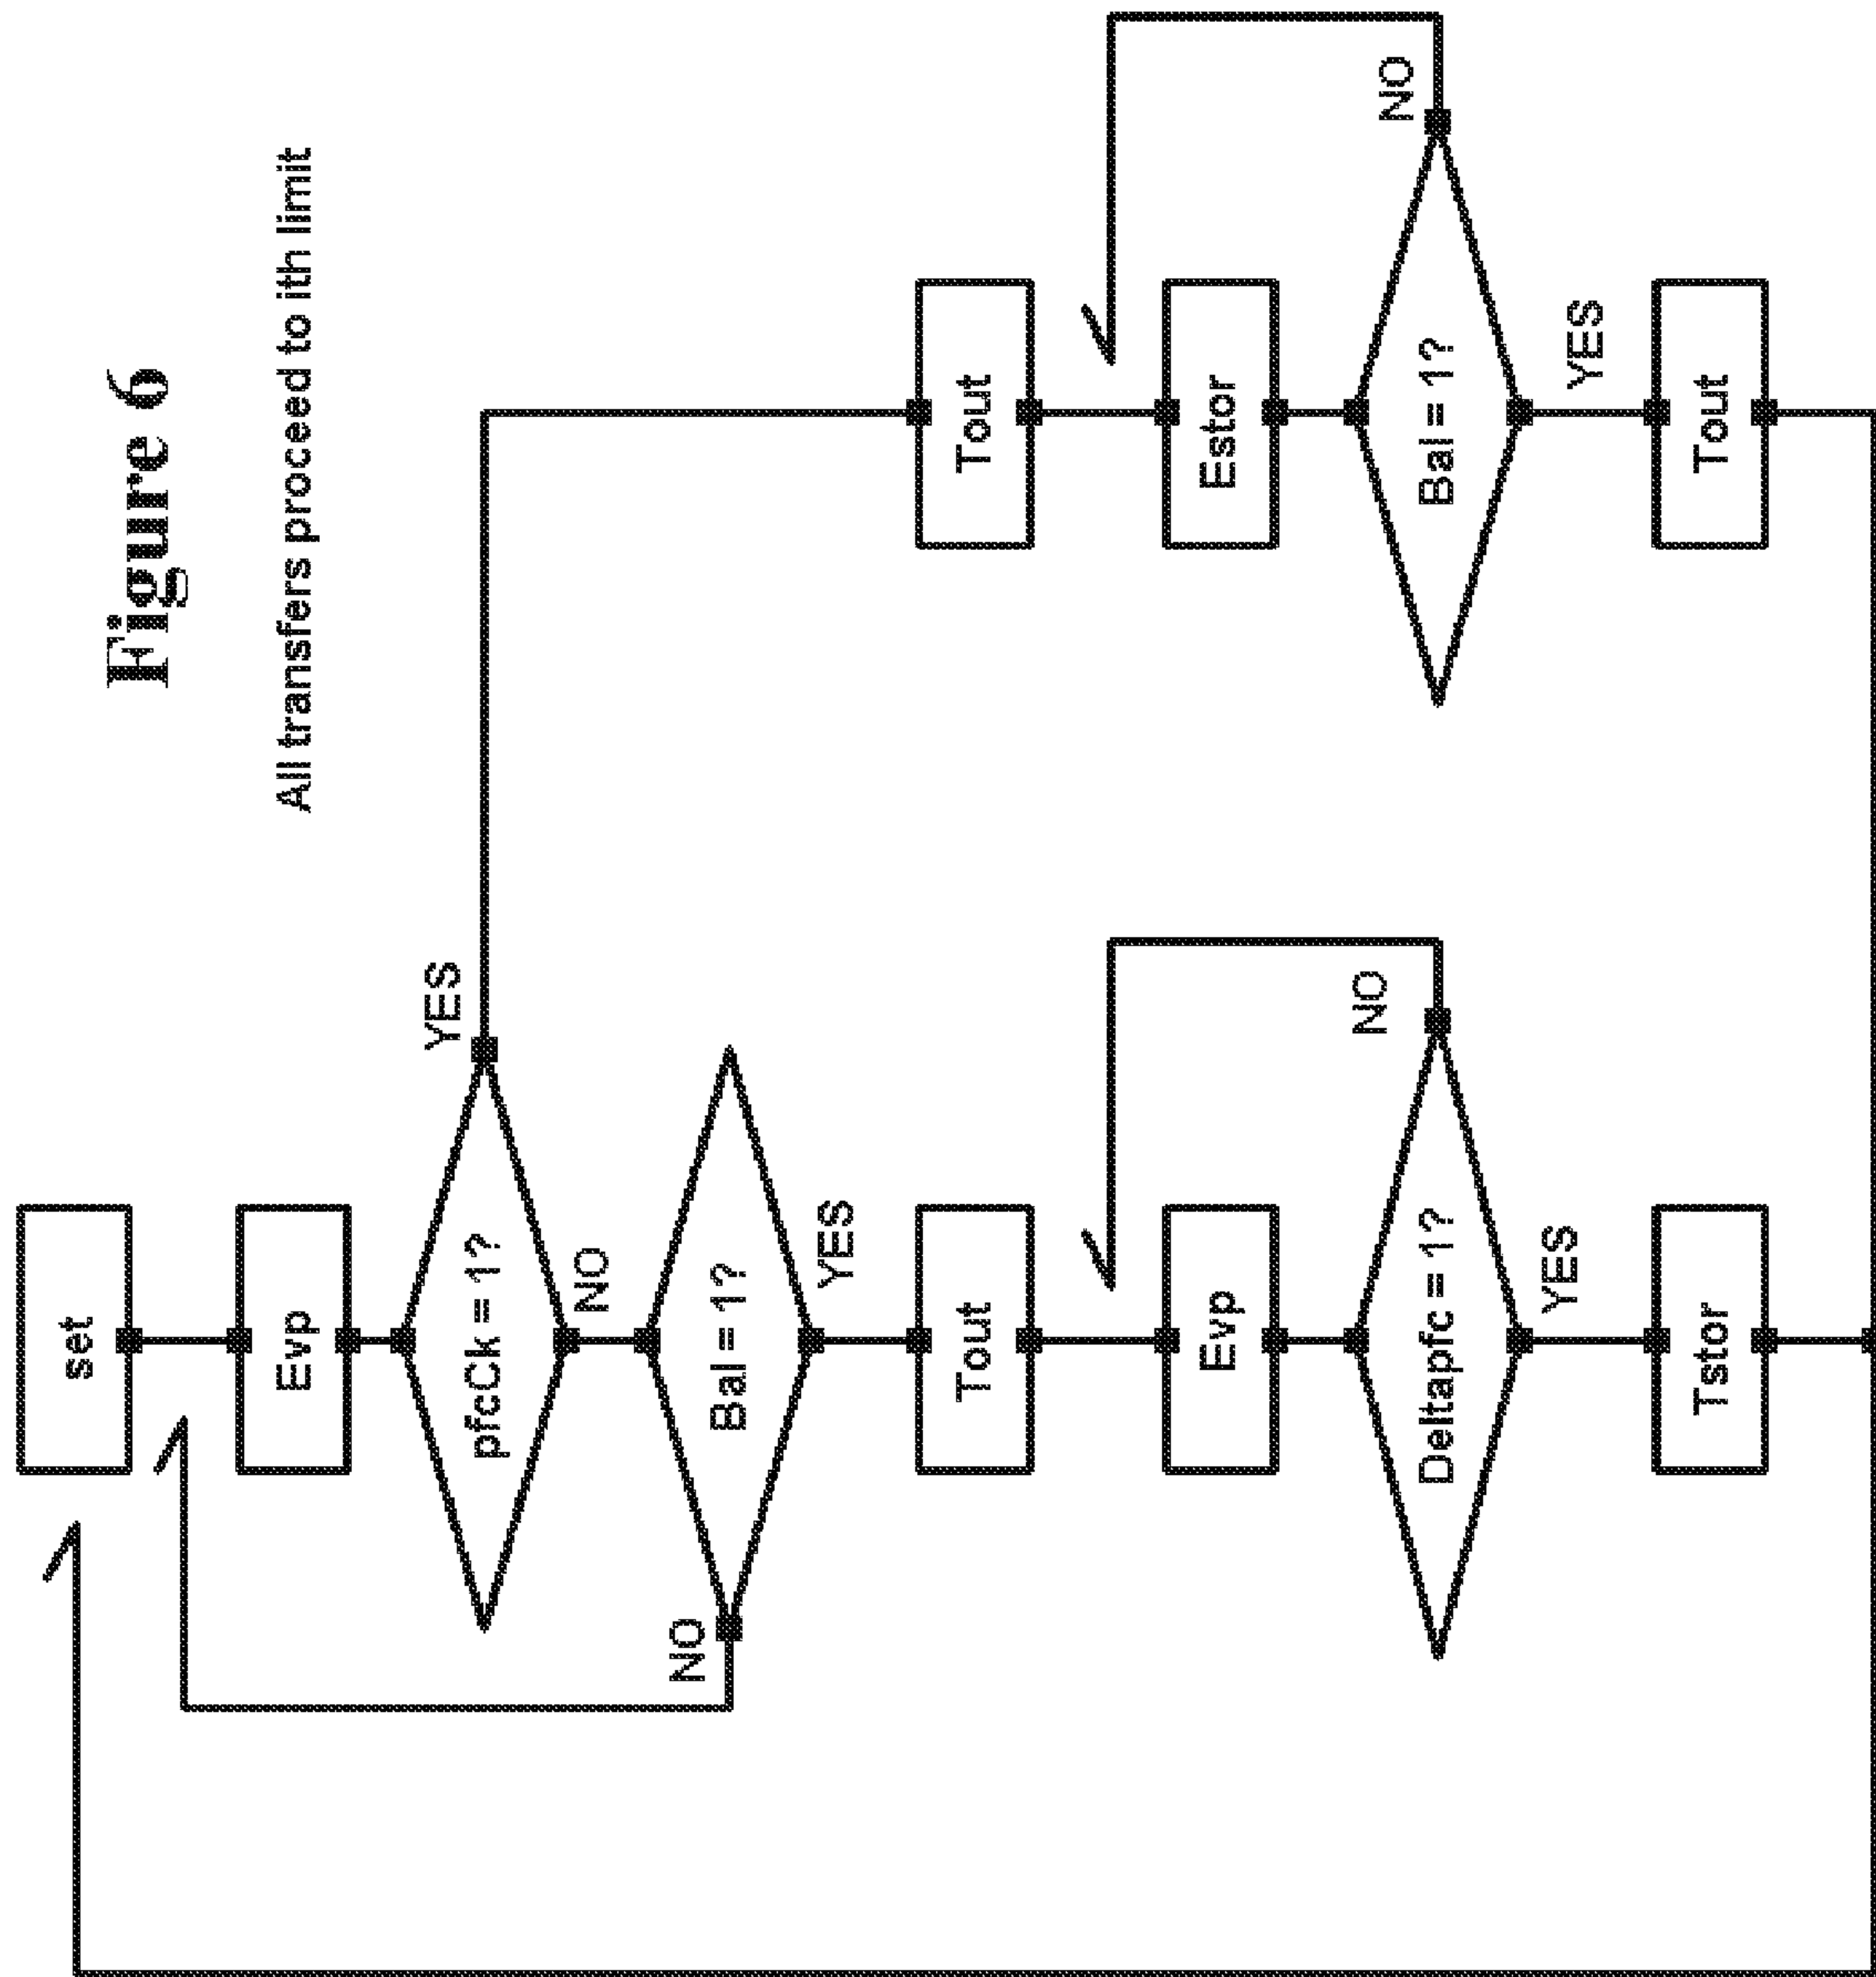 Figure 6
All transfers proceed to ith limit
set
Evp
pfcCk = 1?
YES
NO
Bal = 1?
NO
YES
Tout
Evp
Deltapfc = 1?
NO
YES
Tstor
Tout
Estor
Bal = 1?
NO
YES
Tout